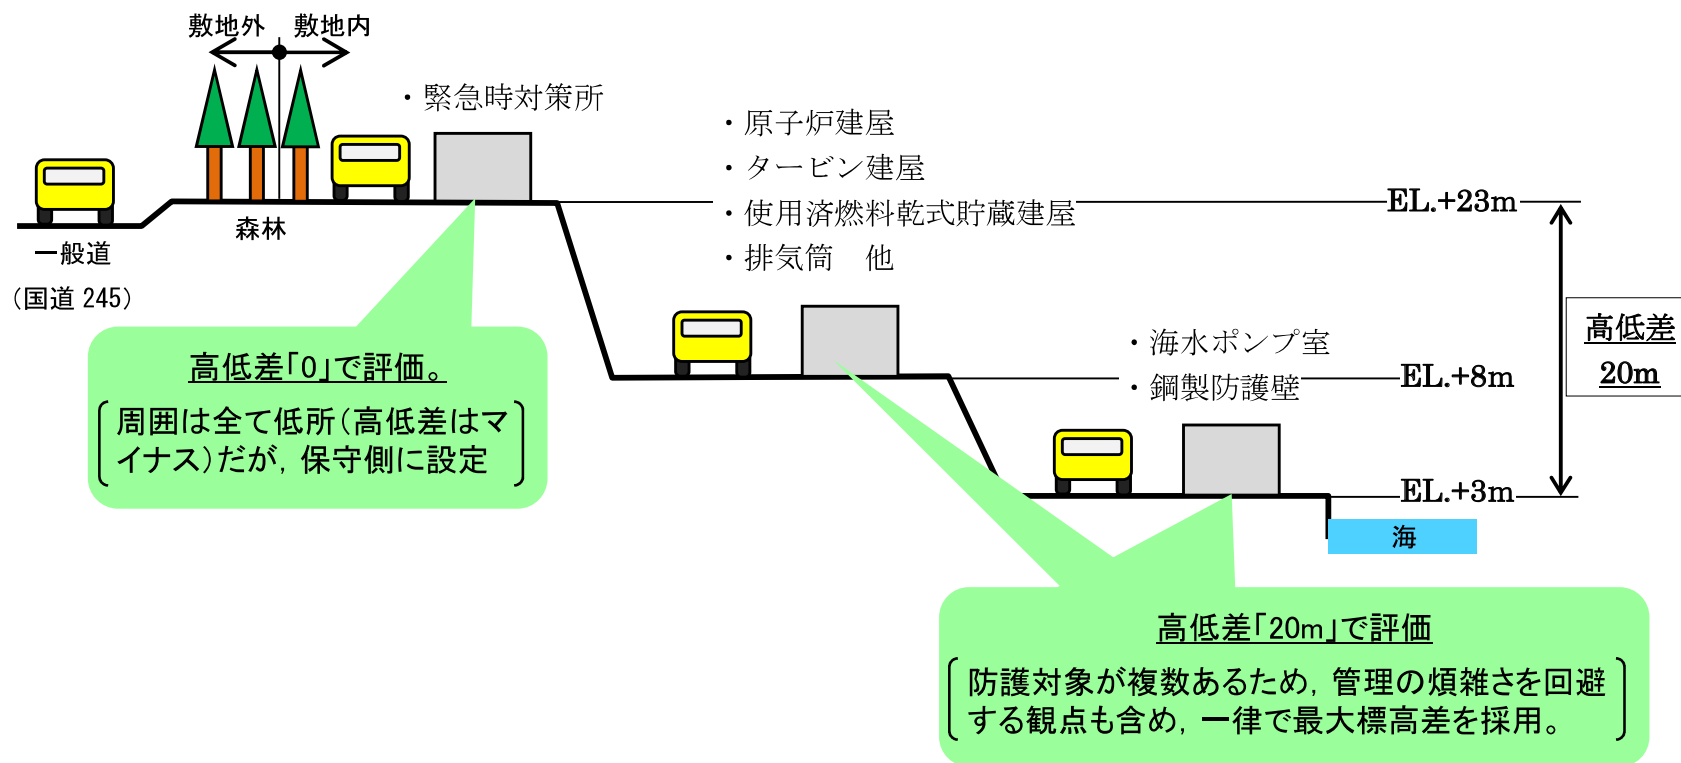 敷地外 敷地内
・緊急時対策所
・原子炉建屋
・タービン建屋
・使用済燃料乾式貯蔵建屋
・排気筒　他
EL.+23m
森林
一般道
（国道 245）
高低差「0」で評価。
周囲は全て低所（高低差はマ
イナス）だが，保守側に設定
・海水ポンプ室
・鋼製防護壁
EL.+8m
高低差
20m
EL.+3m
海
高低差「20m」で評価
防護対象が複数あるため，管理の煩雑さを回避
する観点も含め，一律で最大標高差を採用。